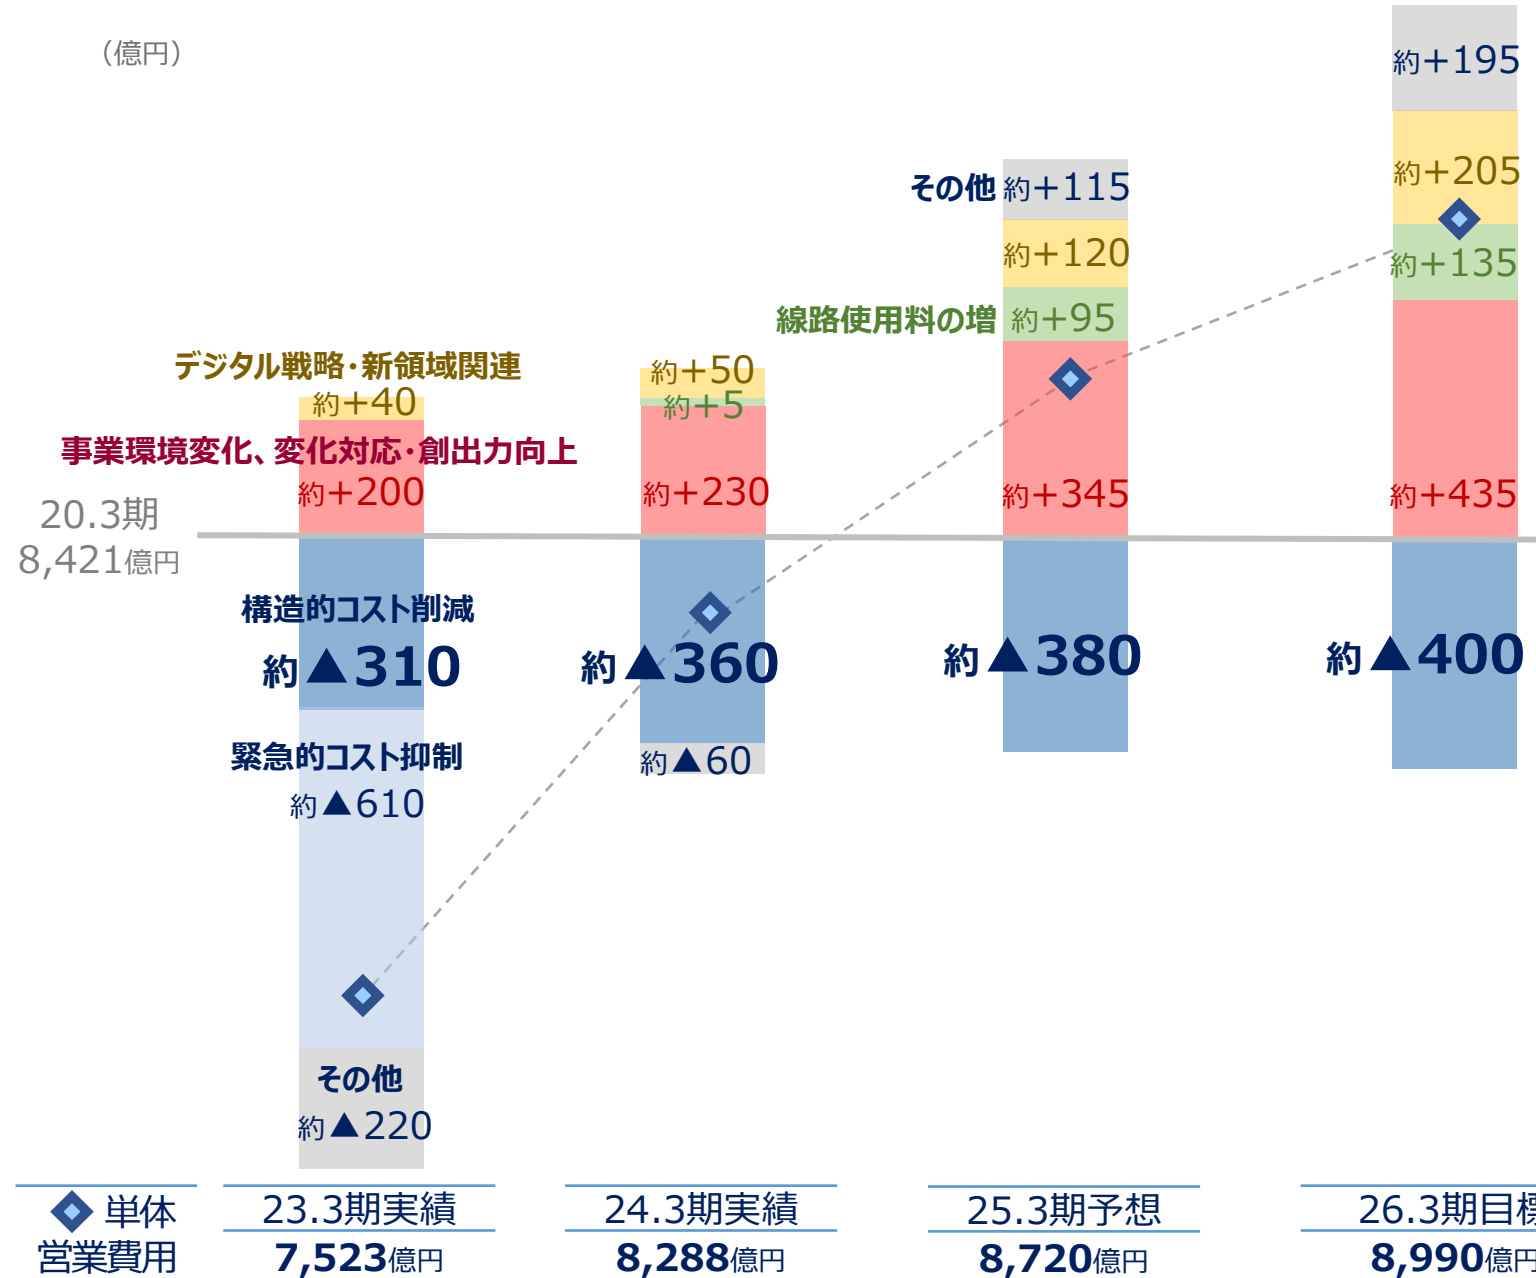 （億円）
約+195
約+205
約+135
約+435
その他 約+115
約+120
線路使用料の増 約+95
約+345
デジタル戦略・新領域関連
約+40
事業環境変化、変化対応・創出力向上
約+200
約+50
約+5
約+230
20.3期
8,421億円
構造的コスト削減
約▲310
約▲360
約▲380
約▲400
緊急的コスト抑制
約▲610
約▲60
その他
約▲220
単体
営業費用
23.3期実績
7,523億円
24.3期実績
8,288億円
25.3期予想
8,720億円
26.3期目標
8,990億円